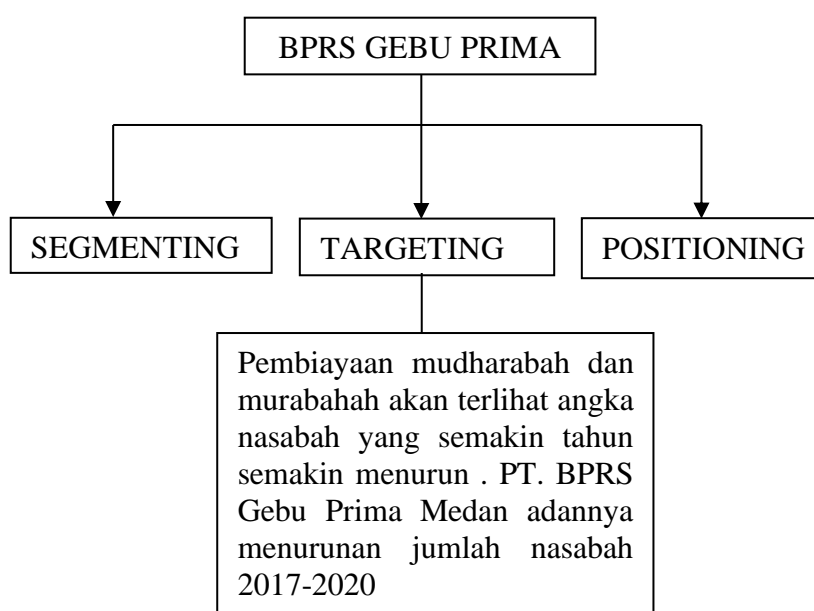 BPRS GEBU PRIMA
SEGMENTING
TARGETING
POSITIONING
Pembiayaan mudharabah dan
murabahah akan terlihat angka
nasabah yang semakin tahun
semakin menurun . PT. BPRS
Gebu Prima Medan adannya
menurunan jumlah nasabah
2017-2020